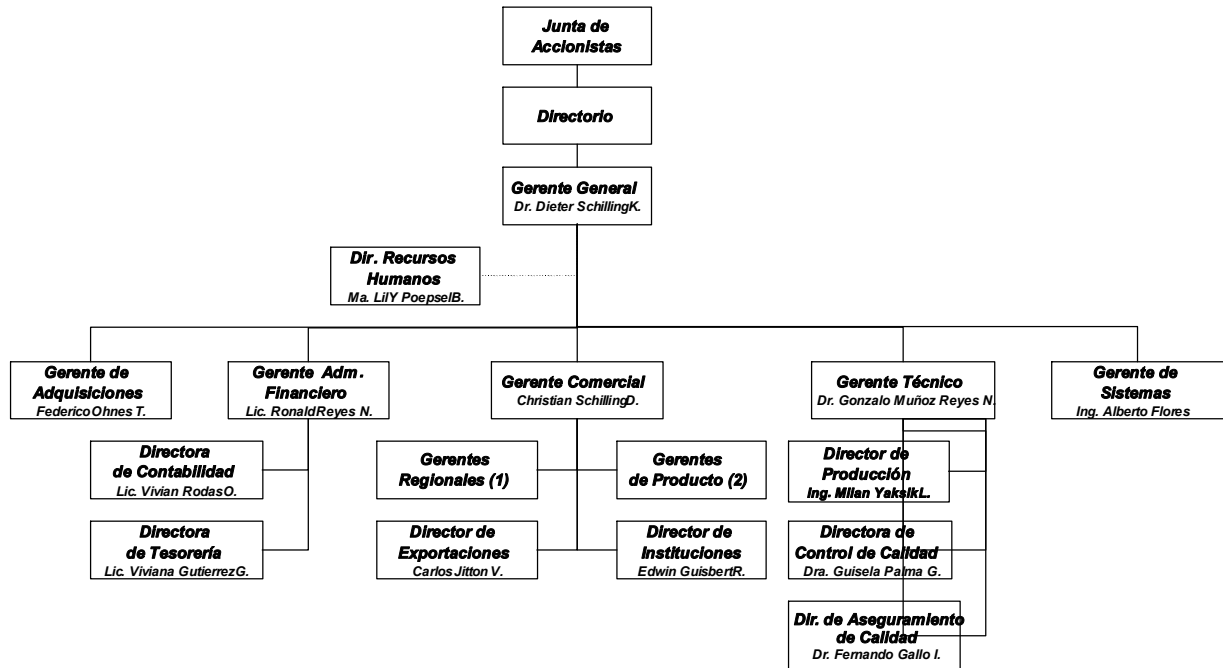 Junta de
Accionistas
Directorio
Gerente General
Dr. Dieter SchillingK.
Dir. Recursos
Humanos
Ma. LilY PoepselB.
Gerente de
Adquisiciones
FedericoOhnes T.
Gerente Adm.
Financiero
Lic. RonaldReyes N.
Gerente Comercial
Christian SchillingD.
Gerente Técnico
Dr. Gonzalo Muñoz Reyes N.
Gerente de
Sistemas
Ing. Alberto Flores
Directora
de Contabilidad
Lic. Vivian RodasO.
Gerentes
Regionales (1)
Gerentes
de Producto (2)
Director de
Producción
Ing. Milan YaksikL.
Directora
de Tesorería
Lic. Viviana GutierrezG.
Director de
Exportaciones
Carlos Jitton V.
Director de
Instituciones
Edwin GuisbertR.
Directora de
Control de Calidad
Dra. Guisela Palma G.
Dir. de Aseguramiento
de Calidad
Dr. Fernando Gallo I.